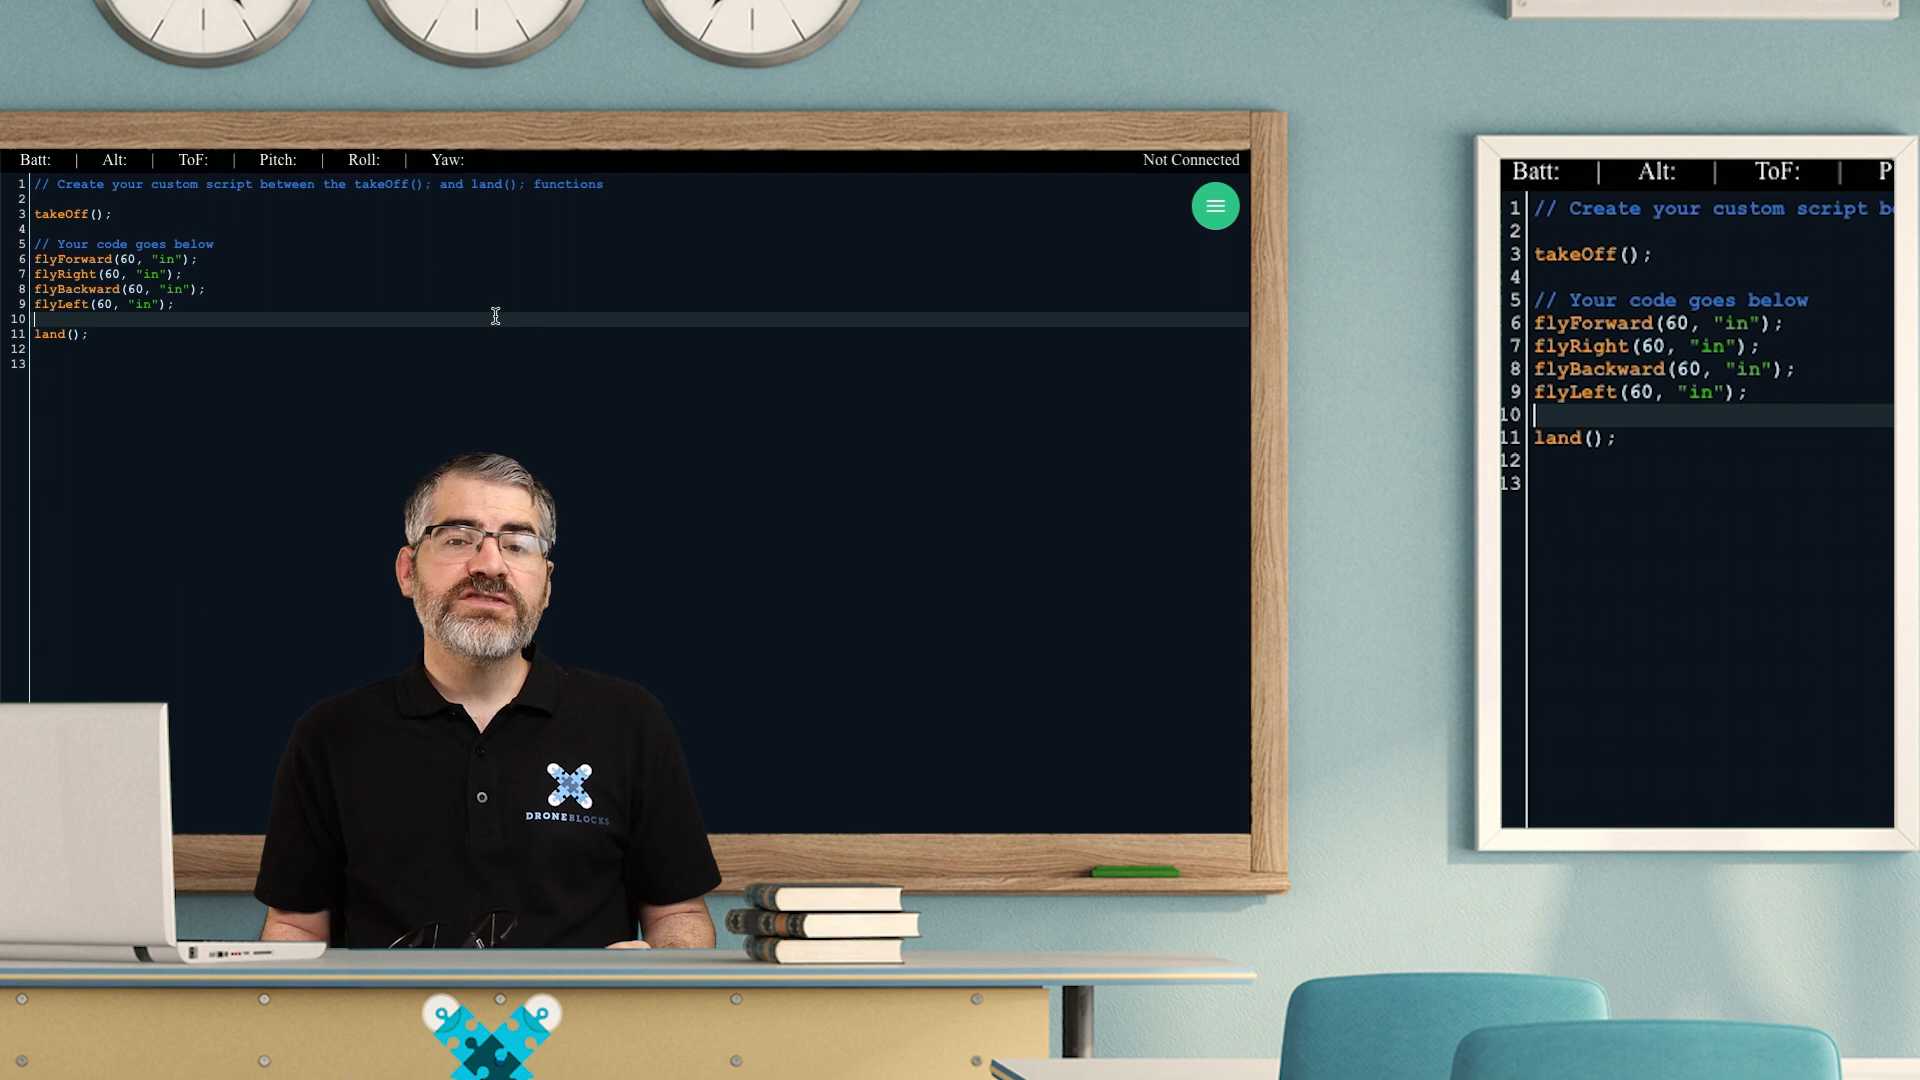 Batt: | Alt: | ToF: | Pitch: | Roll: | Yaw: Not Connected
1 // Create your custom script between the takeOff(); and land(); functions
2
3 takeOff();
4
5 // Your code goes below
6 flyForward(60, "in");
7 flyRight(60, "in");
8 flyBackward(60, "in");
9 flyLeft(60, "in");
10
11 land();
12
13
DRONEBLOCKS
Batt: | Alt: | ToF: | P
1 // Create your custom script b
2
3 takeOff();
4
5 // Your code goes below
6 flyForward(60, "in");
7 flyRight(60, "in");
8 flyBackward(60, "in");
9 flyLeft(60, "in");
10
11 land();
12
13